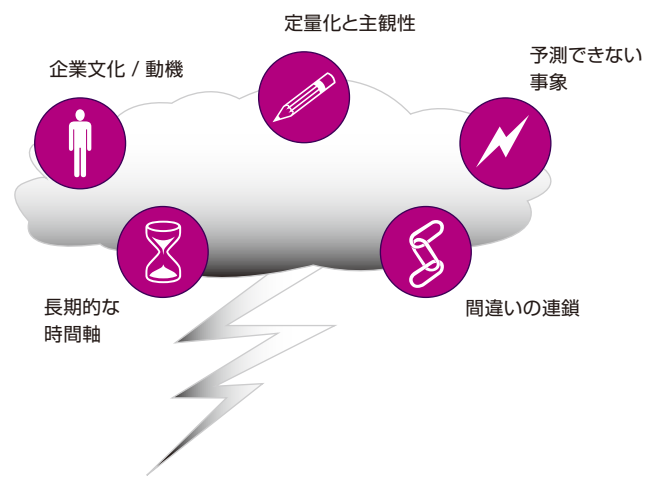 定量化と主観性
企業文化 / 動機
予測できない
事象
長期的な
時間軸
間違いの連鎖